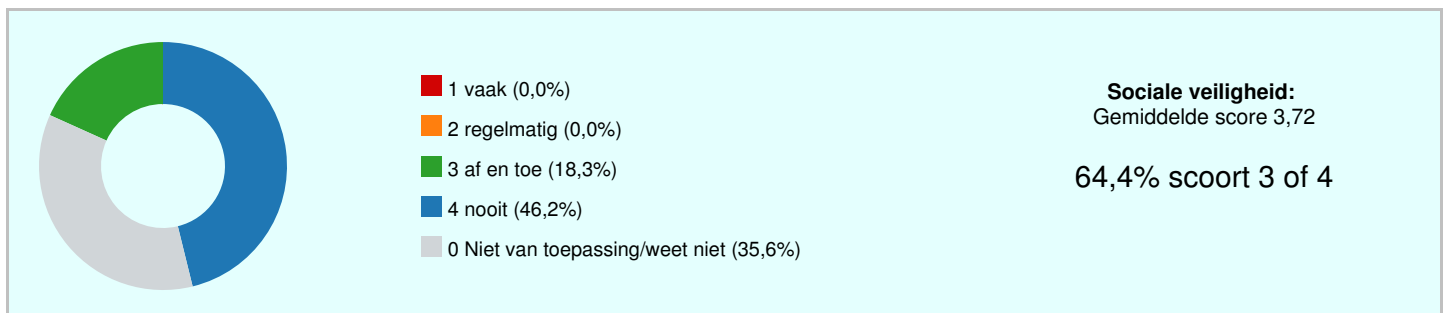 1 vaak (0,0%)
2 regelmatig (0,0%)
3 af en toe (18,3%)
4 nooit (46,2%)
0 Niet van toepassing/weet niet (35,6%)
Sociale veiligheid:
Gemiddelde score 3,72
64,4% scoort 3 of 4